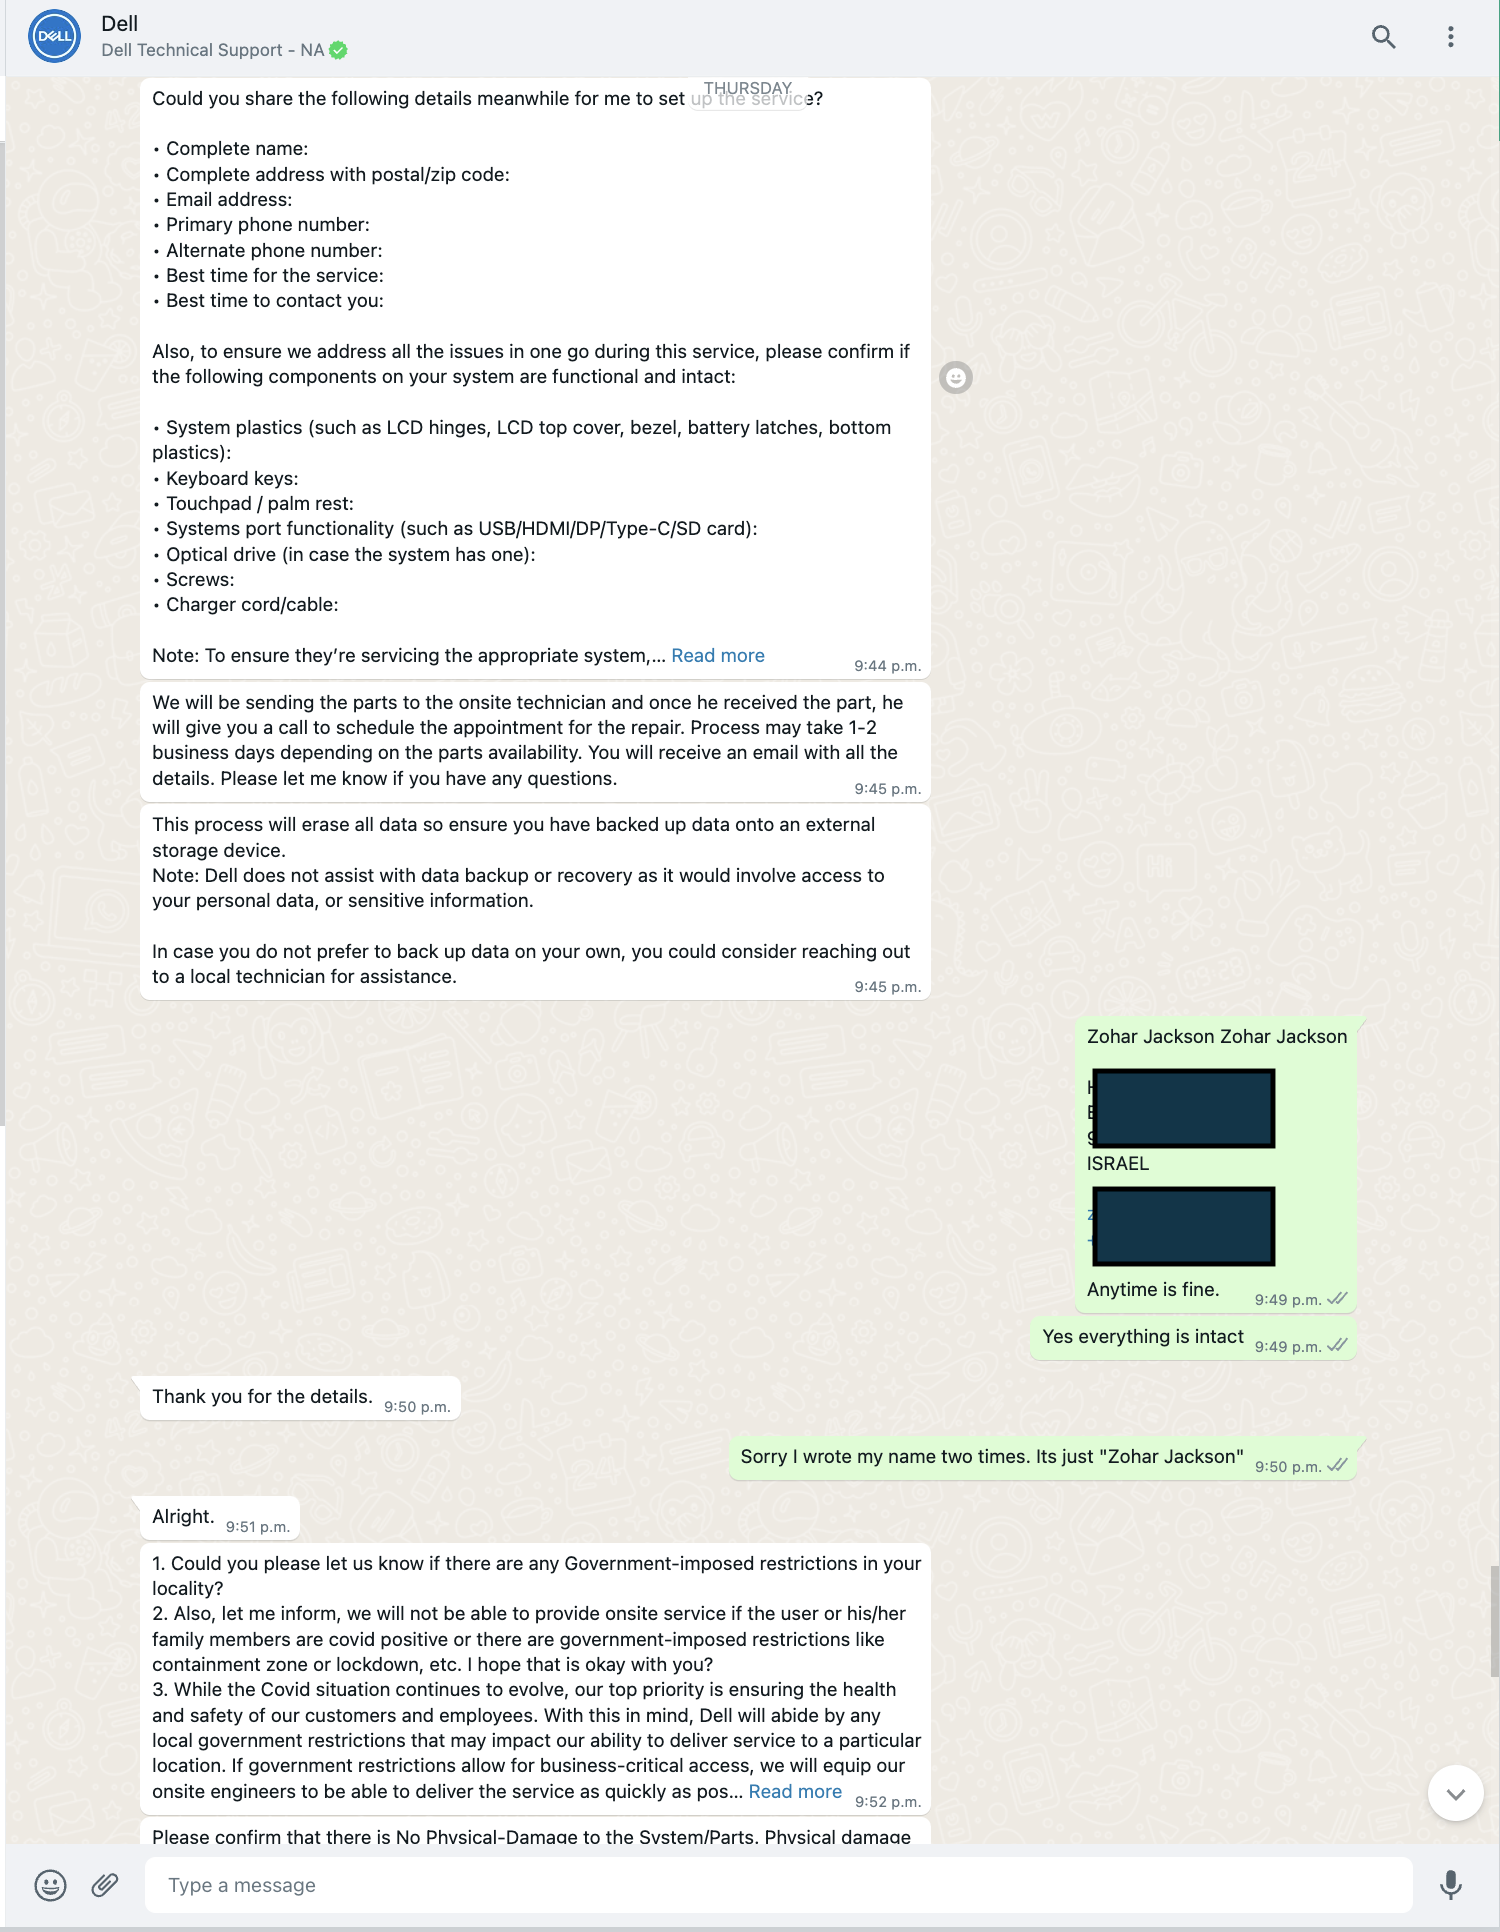 DELL
Dell
Dell Technical Support - NA
THURSDAY
Could you share the following details meanwhile for me to set up the service?
• Complete name:
• Complete address with postal/zip code:
• Email address:
• Primary phone number:
• Alternate phone number:
• Best time for the service:
• Best time to contact you:
Also, to ensure we address all the issues in one go during this service, please confirm if
the following components on your system are functional and intact:
• System plastics (such as LCD hinges, LCD top cover, bezel, battery latches, bottom
plastics):
• Keyboard keys:
• Touchpad / palm rest:
• Systems port functionality (such as USB/HDMI/DP/Type-C/SD card):
• Optical drive (in case the system has one):
• Screws:
• Charger cord/cable:
Note: To ensure they’re servicing the appropriate system,... Read more
9:44 p.m.
We will be sending the parts to the onsite technician and once he received the part, he
will give you a call to schedule the appointment for the repair. Process may take 1-2
business days depending on the parts availability. You will receive an email with all the
details. Please let me know if you have any questions.
9:45 p.m.
This process will erase all data so ensure you have backed up data onto an external
storage device.
Note: Dell does not assist with data backup or recovery as it would involve access to
your personal data, or sensitive information.
In case you do not prefer to back up data on your own, you could consider reaching out
to a local technician for assistance.
9:45 p.m.
Zohar Jackson Zohar Jackson
ISRAEL
Anytime is fine.
9:49 p.m.
Yes everything is intact
9:49 p.m.
Thank you for the details.
9:50 p.m.
Sorry I wrote my name two times. Its just "Zohar Jackson"
9:50 p.m.
Alright.
9:51 p.m.
1. Could you please let us know if there are any Government-imposed restrictions in your
locality?
2. Also, let me inform, we will not be able to provide onsite service if the user or his/her
family members are covid positive or there are government-imposed restrictions like
containment zone or lockdown, etc. I hope that is okay with you?
3. While the Covid situation continues to evolve, our top priority is ensuring the health
and safety of our customers and employees. With this in mind, Dell will abide by any
local government restrictions that may impact our ability to deliver service to a particular
location. If government restrictions allow for business-critical access, we will equip our
onsite engineers to be able to deliver the service as quickly as pos... Read more
9:52 p.m.
Please confirm that there is No Physical-Damage to the System/Parts. Physical damage
Type a message